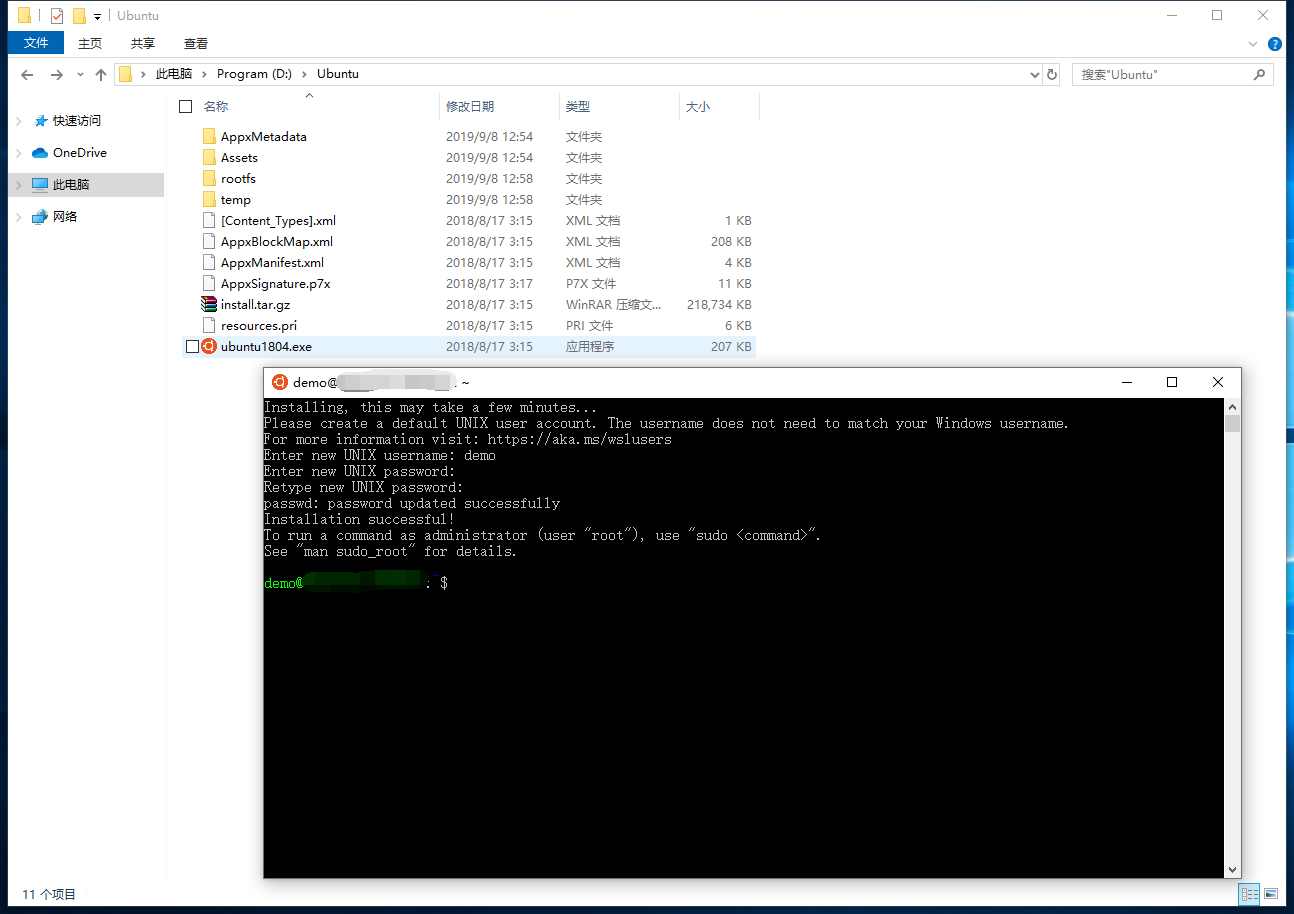 Ubuntu
文件 主页 共享 查看
此电脑 Program (D:) Ubuntu 搜索"Ubuntu"
快速访问
OneDrive
此电脑
网络
名称 修改日期 类型 大小
AppxMetadata 2019/9/8 12:54 文件夹
Assets 2019/9/8 12:54 文件夹
rootfs 2019/9/8 12:58 文件夹
temp 2019/9/8 12:58 文件夹
[Content_Types].xml 2018/8/17 3:15 XML 文档 1 KB
AppxBlockMap.xml 2018/8/17 3:15 XML 文档 208 KB
AppxManifest.xml 2018/8/17 3:15 XML 文档 4 KB
AppxSignature.p7x 2018/8/17 3:17 P7X 文件 11 KB
install.tar.gz 2018/8/17 3:15 WinRAR 压缩文... 218,734 KB
resources.pri 2018/8/17 3:15 PRI 文件 6 KB
ubuntu1804.exe 2018/8/17 3:15 应用程序 207 KB
demo@ : ~
Installing, this may take a few minutes...
Please create a default UNIX user account. The username does not need to match your Windows username.
For more information visit: https://aka.ms/wslusers
Enter new UNIX username: demo
Enter new UNIX password:
Retype new UNIX password:
passwd: password updated successfully
Installation successful!
To run a command as administrator (user "root"), use "sudo <command>".
See "man sudo_root" for details.
demo@ : $
11 个项目